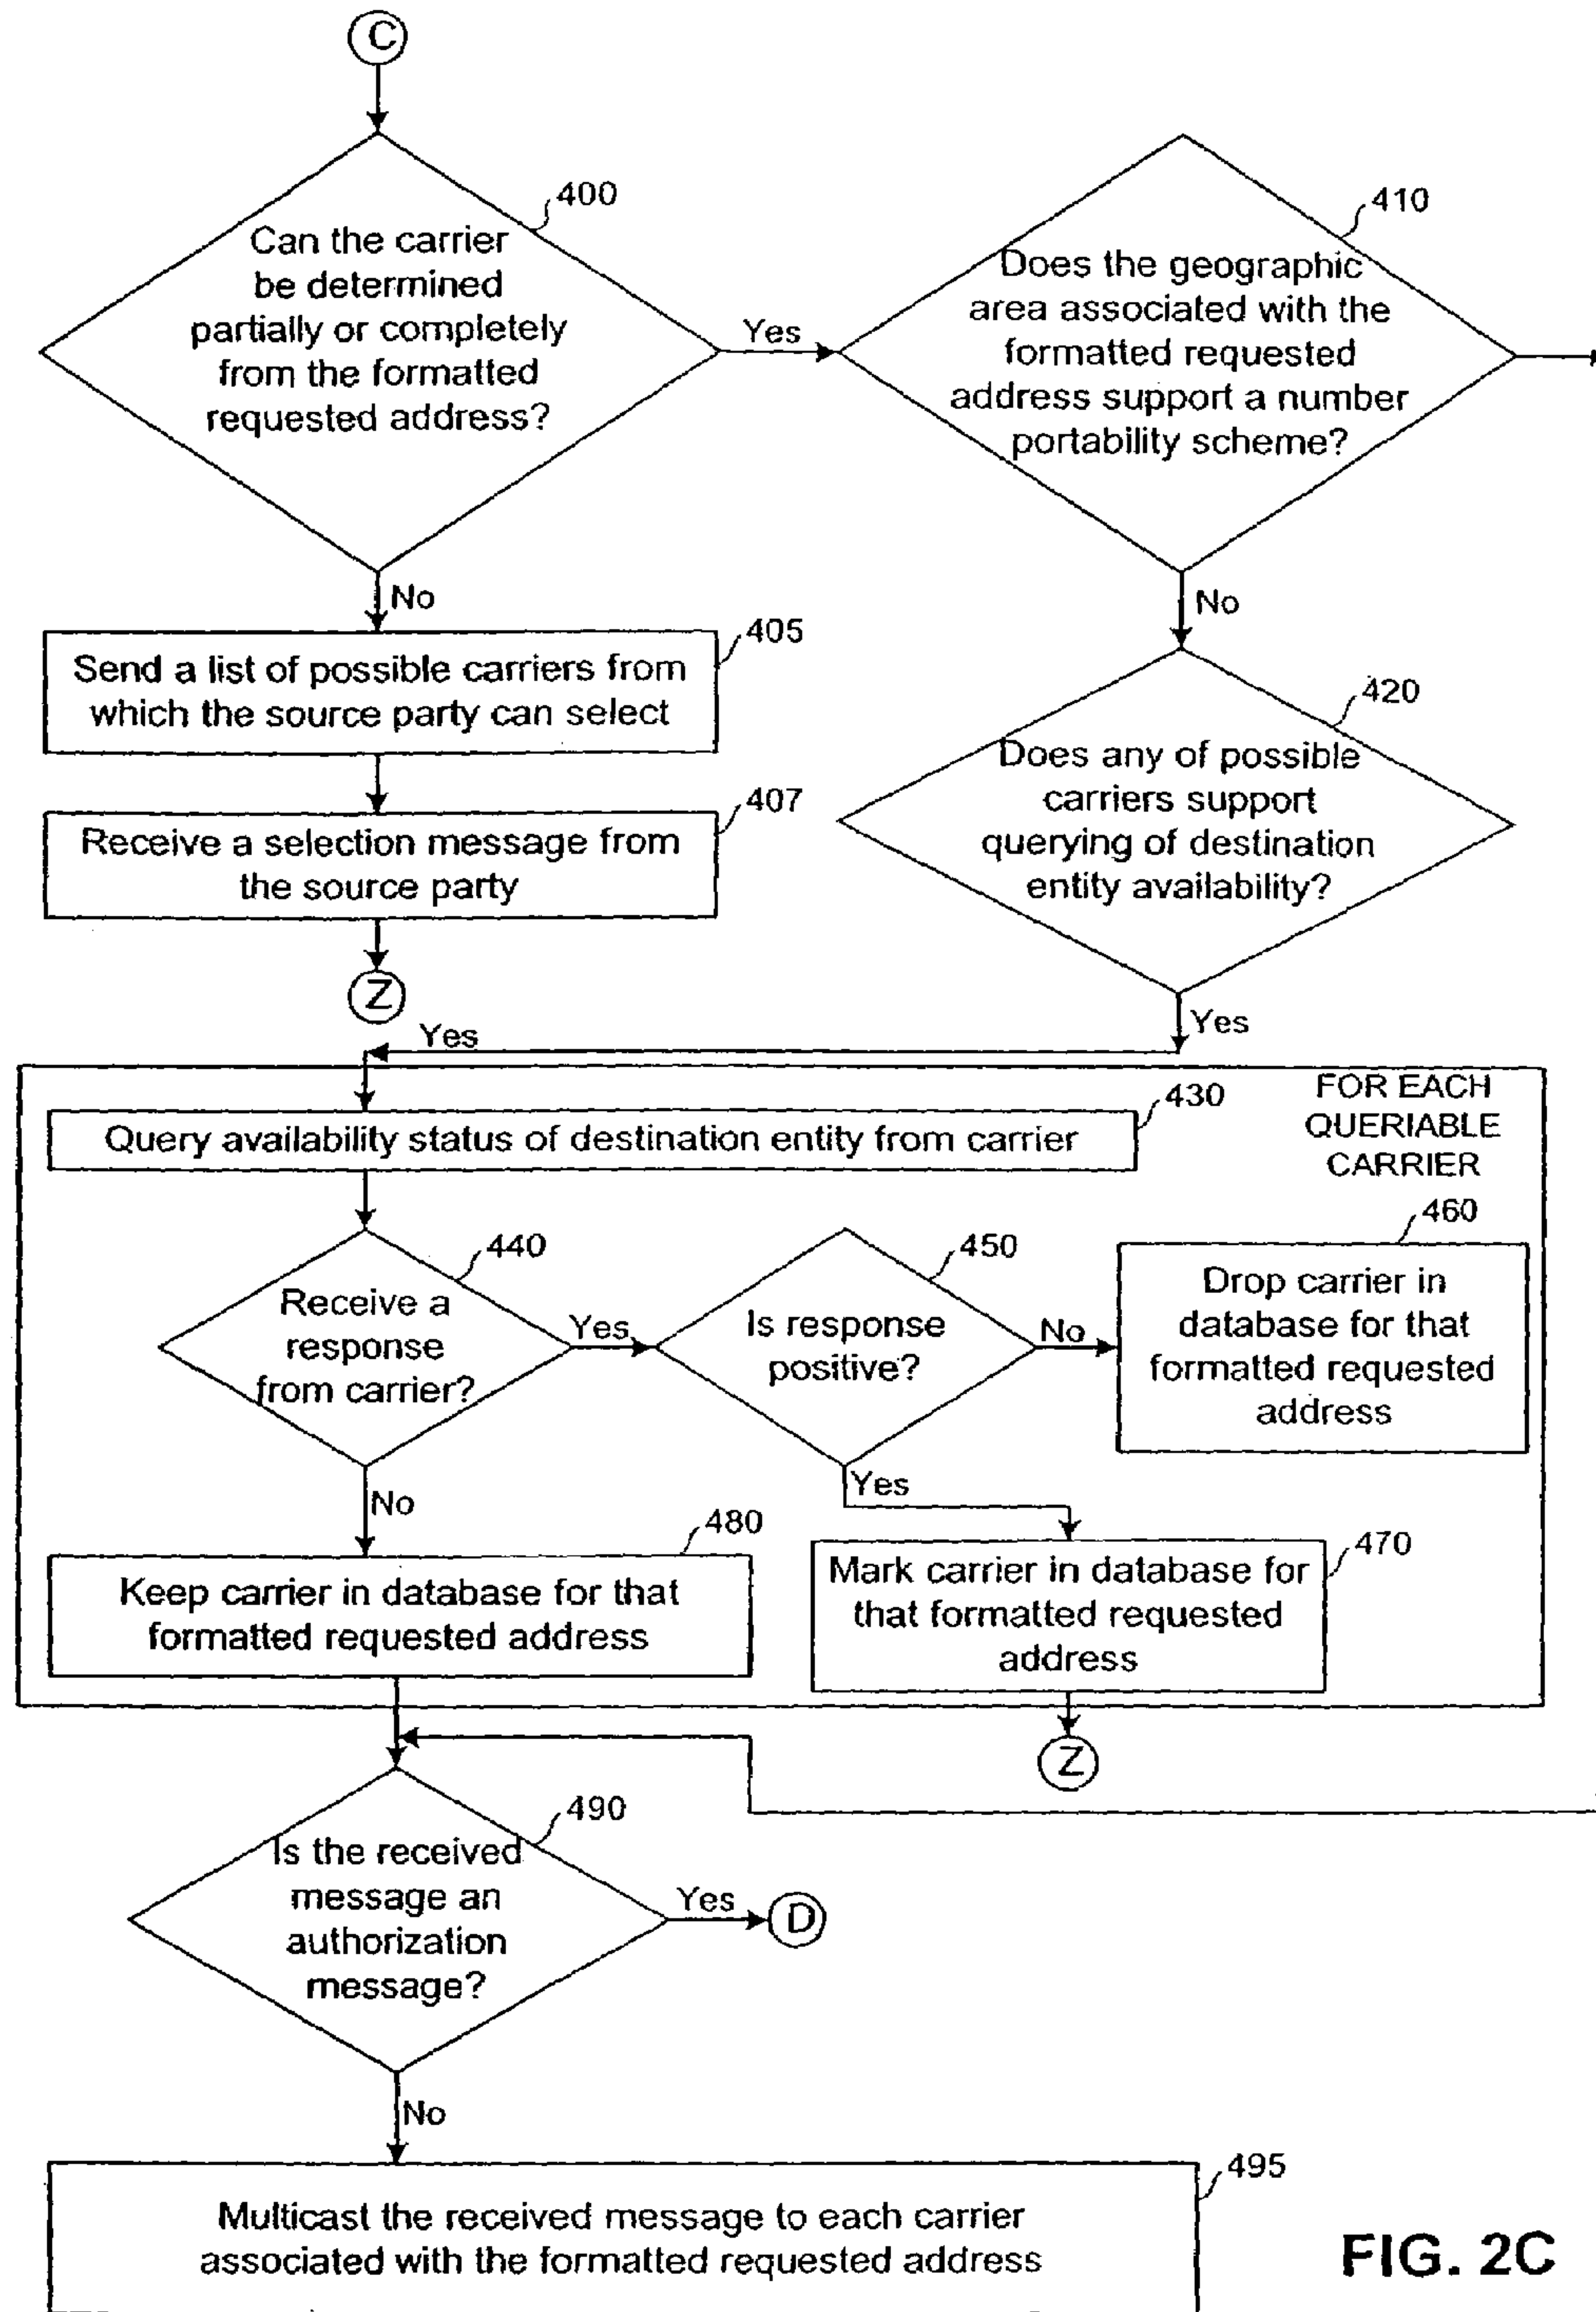 C
400
Can the carrier
be determined
partially or completely
from the formatted
requested address?
Yes
410
Does the geographic
area associated with the
formatted requested
address support a number
portability scheme?
No
No
405
Send a list of possible carriers from
which the source party can select
407
Receive a selection message from
the source party
Z
420
Does any of possible
carriers support
querying of destination
entity availability?
Yes
Yes
FOR EACH
QUERIABLE
CARRIER
430
Query availability status of destination entity from carrier
440
Receive a
response
from carrier?
Yes
450
Is response
positive?
No
460
Drop carrier in
database for that
formatted requested
address
No
Yes
480
Keep carrier in database for that
formatted requested address
470
Mark carrier in database for
that formatted requested
address
Z
490
Is the received
message an
authorization
message?
Yes
D
No
495
Multicast the received message to each carrier
associated with the formatted requested address
FIG. 2C